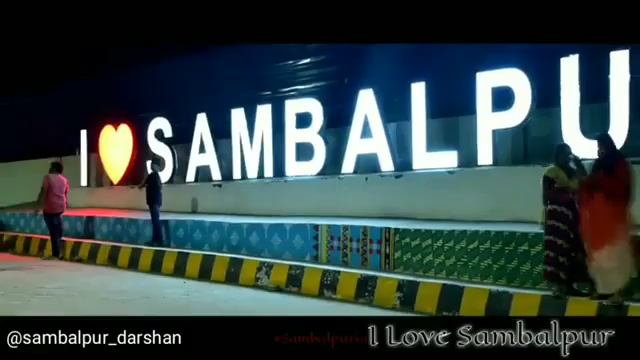 I ❤ SAMBALPU
@sambalpur_darshan
I Love Sambalpur